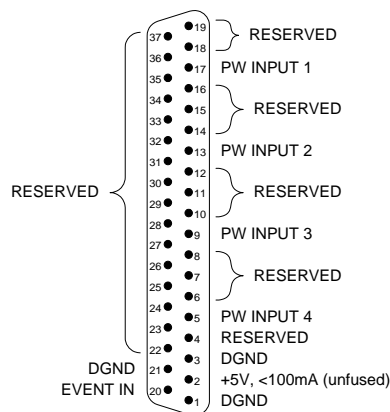 19
37
18
RESERVED
36
17 PW INPUT 1
35
16
34
15 RESERVED
33
14
32
13 PW INPUT 2
31
12
RESERVED
30
11 RESERVED
29
10
28
9 PW INPUT 3
27
8
26
7 RESERVED
25
6
24
5 PW INPUT 4
23
4 RESERVED
22
3 DGND
DGND 21
2 +5V, <100mA (unfused)
EVENT IN 20
1 DGND